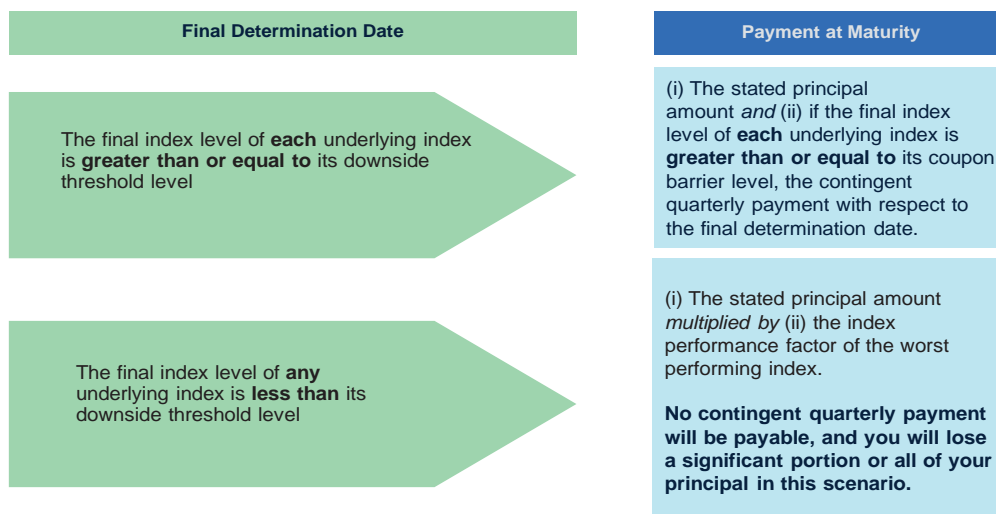 Final Determination Date
Payment at Maturity
The final index level of each underlying index
is greater than or equal to its downside
threshold level
(i) The stated principal
amount and (ii) if the final index
level of each underlying index is
greater than or equal to its coupon
barrier level, the contingent
quarterly payment with respect to
the final determination date.
The final index level of any
underlying index is less than its
downside threshold level
(i) The stated principal amount
multiplied by (ii) the index
performance factor of the worst
performing index.
No contingent quarterly payment
will be payable, and you will lose
a significant portion or all of your
principal in this scenario.